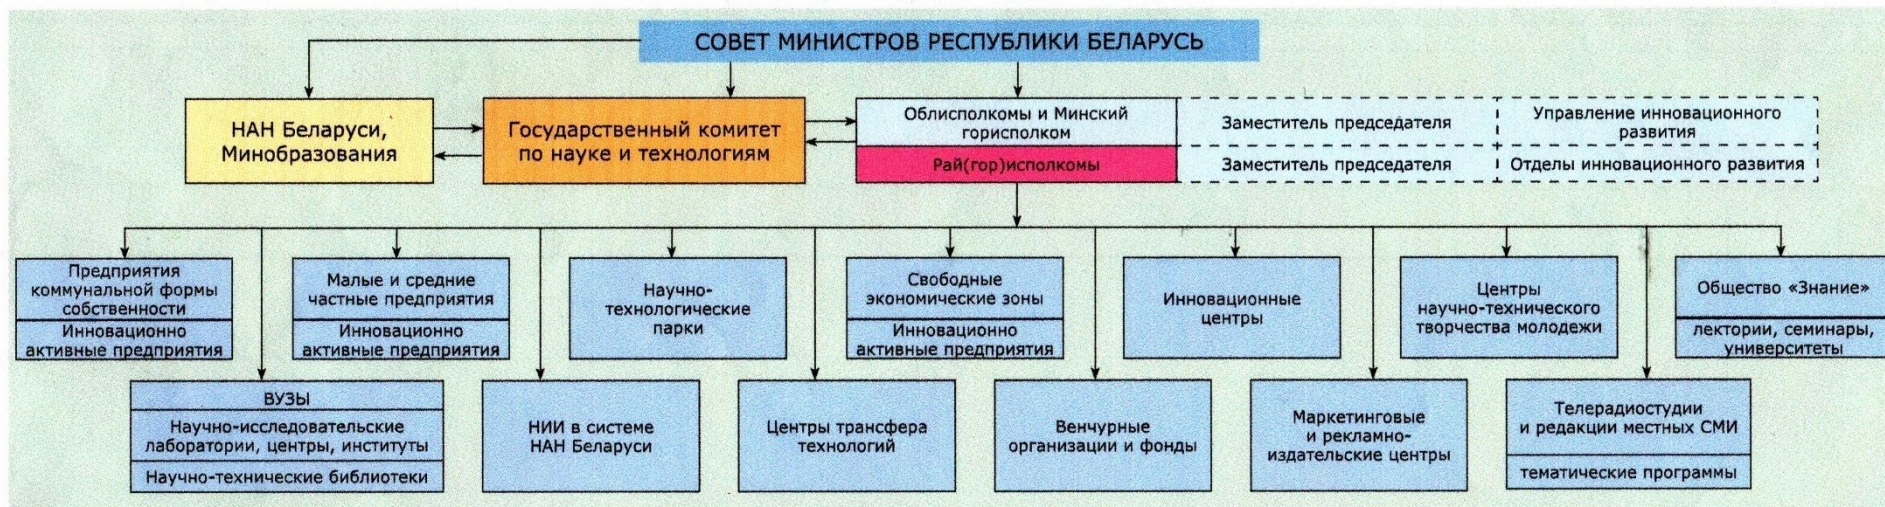 СОВЕТ МИНИСТРОВ РЕСПУБЛИКИ БЕЛАРУСЬ
НАН Беларуси,
Минобразования
Государственный комитет
по науке и технологиям
Облисполкомы и Минский
горисполком
Заместитель председателя
Управление инновационного
развития
Рай(гор)исполкомы
Заместитель председателя
Отделы инновационного развития
Предприятия
коммунальной формы
собственности
Инновационно
активные предприятия
Малые и средние
частные предприятия
Инновационно
активные предприятия
Научно-
технологические
парки
Свободные
экономические зоны
Инновационно
активные предприятия
Инновационные
центры
Центры
научно-технического
творчества молодежи
Общество «Знание»
лектории, семинары,
университеты
ВУЗЫ
Научно-исследовательские
лаборатории, центры, институты
Научно-технические библиотеки
НИИ в системе
НАН Беларуси
Центры трансфера
технологий
Венчурные
организации и фонды
Маркетинговые
и рекламно-
издательские центры
Телерадиостудии
и редакции местных СМИ
тематические программы